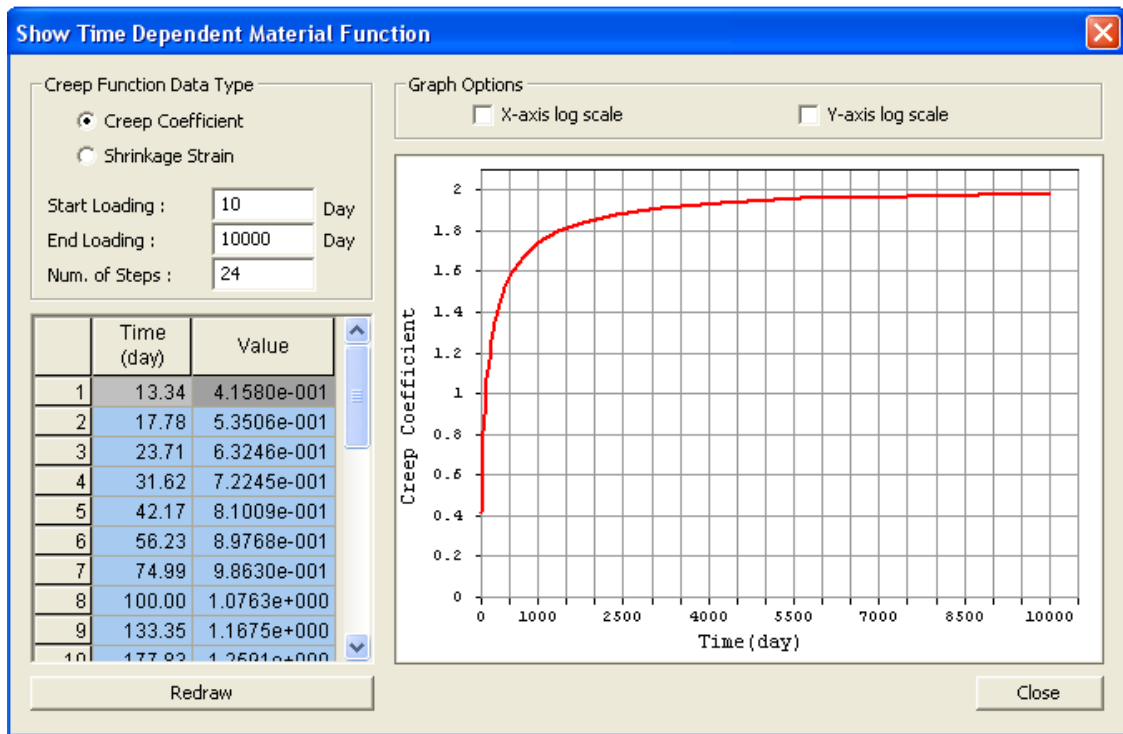 Show Time Dependent Material Function
Creep Function Data Type
Creep Coefficient
Shrinkage Strain
Start Loading : 10 Day
End Loading : 10000 Day
Num. of Steps : 24
Time (day) Value
1 13.34 4.1580e-001
2 17.78 5.3506e-001
3 23.71 6.3246e-001
4 31.62 7.2245e-001
5 42.17 8.1009e-001
6 56.23 8.9768e-001
7 74.99 9.8630e-001
8 100.00 1.0763e+000
9 133.35 1.1675e+000
10 177.83 1.2591e+000
Redraw
Graph Options
X-axis log scale Y-axis log scale
Creep Coefficient
2
1.8
1.6
1.4
1.2
1
0.8
0.6
0.4
0.2
0
0 1000 2500 4000 5500 7000 8500 10000
Time(day)
Close